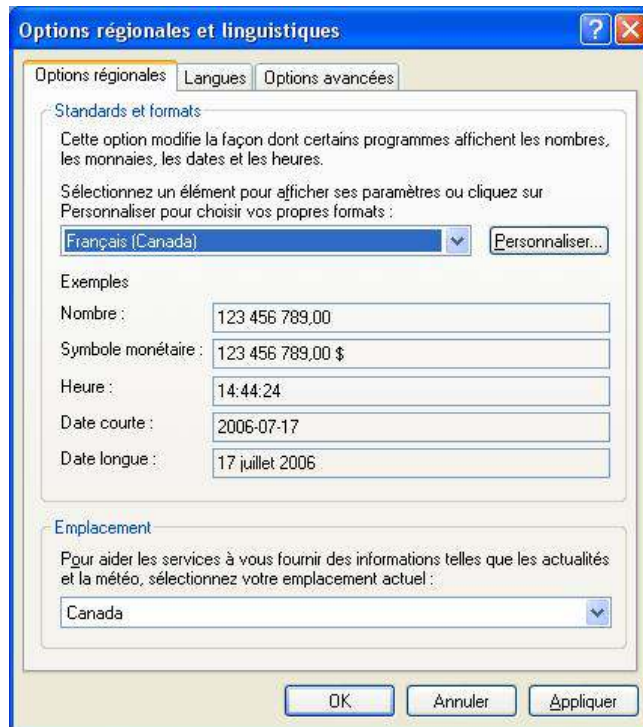 Options régionales et linguistiques
Options régionales Langues Options avancées
Standards et formats
Cette option modifie la façon dont certains programmes affichent les nombres,
les monnaies, les dates et les heures.
Sélectionnez un élément pour afficher ses paramètres ou cliquez sur
Personnaliser pour choisir vos propres formats :
Français (Canada) Personnaliser...
Exemples
Nombre : 123 456 789,00
Symbole monétaire : 123 456 789,00 $
Heure : 14:44:24
Date courte : 2006-07-17
Date longue : 17 juillet 2006
Emplacement
Pour aider les services à vous fournir des informations telles que les actualités
et la météo, sélectionnez votre emplacement actuel :
Canada
OK Annuler Appliquer